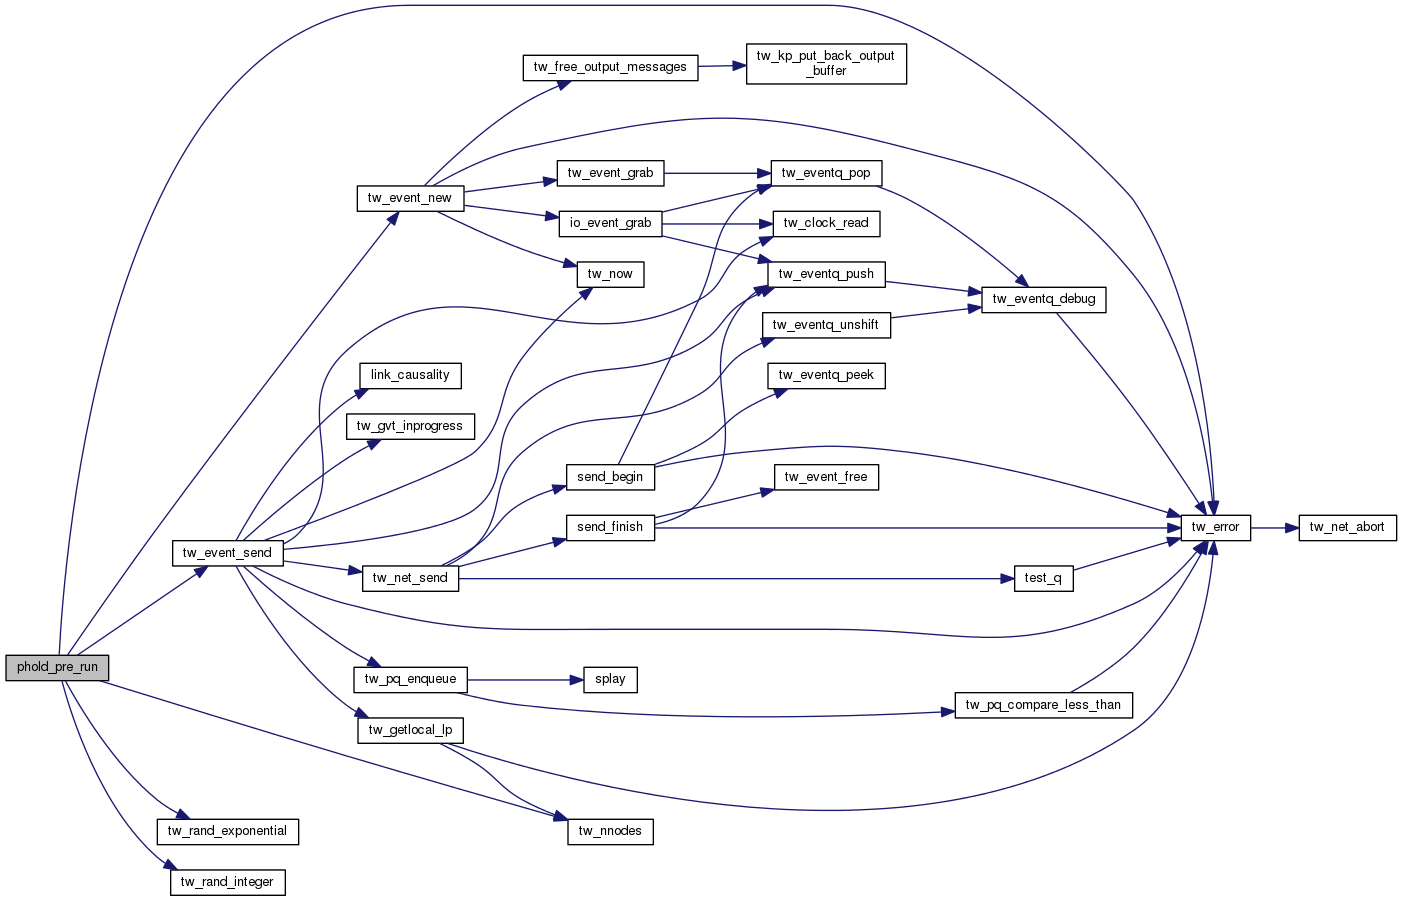 tw_free_output_messages
tw_kp_put_back_output
_buffer
tw_event_grab
tw_eventq_pop
tw_event_new
io_event_grab
tw_clock_read
tw_now
tw_eventq_push
tw_eventq_debug
tw_eventq_unshift
link_causality
tw_eventq_peek
tw_gvt_inprogress
send_begin
tw_event_free
send_finish
tw_error
tw_net_abort
tw_event_send
tw_net_send
test_q
phold_pre_run
tw_pq_enqueue
splay
tw_pq_compare_less_than
tw_getlocal_lp
tw_rand_exponential
tw_nnodes
tw_rand_integer